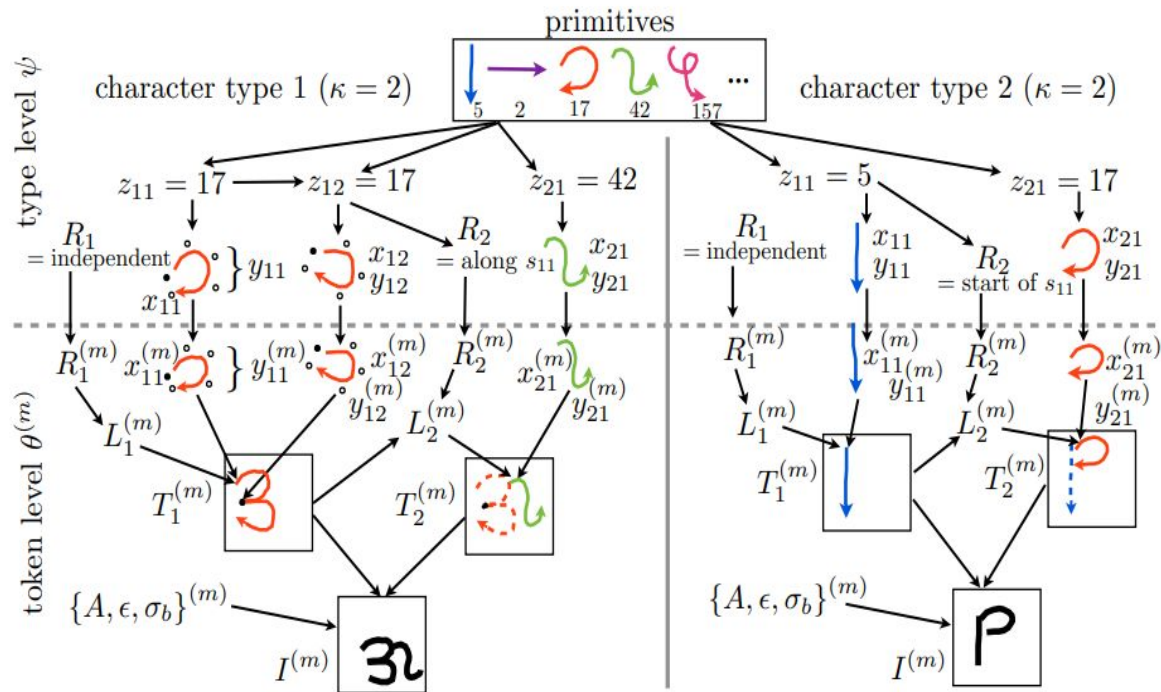 primitives
character type 1 (κ = 2)
character type 2 (κ = 2)
5 2 17 42 157 ...
type level ψ
z₁₁ = 17
z₁₂ = 17
z₂₁ = 42
z₁₁ = 5
z₂₁ = 17
R₁
= independent
x₁₁
} y₁₁
x₁₂
y₁₂
R₂
= along s₁₁
x₂₁
y₂₁
R₁
= independent
x₁₁
y₁₁
R₂
= start of s₁₁
x₂₁
y₂₁
token level θ⁽ᵐ⁾
R₁⁽ᵐ⁾
x₁₁⁽ᵐ⁾
} y₁₁⁽ᵐ⁾
x₁₂⁽ᵐ⁾
y₁₂⁽ᵐ⁾
R₂⁽ᵐ⁾
x₂₁⁽ᵐ⁾
y₂₁⁽ᵐ⁾
R₁⁽ᵐ⁾
x₁₁⁽ᵐ⁾
y₁₁⁽ᵐ⁾
R₂⁽ᵐ⁾
x₂₁⁽ᵐ⁾
y₂₁⁽ᵐ⁾
L₁⁽ᵐ⁾
L₂⁽ᵐ⁾
L₁⁽ᵐ⁾
L₂⁽ᵐ⁾
T₁⁽ᵐ⁾
T₂⁽ᵐ⁾
T₁⁽ᵐ⁾
T₂⁽ᵐ⁾
{A, ϵ, σ_b}⁽ᵐ⁾
I⁽ᵐ⁾
{A, ϵ, σ_b}⁽ᵐ⁾
I⁽ᵐ⁾